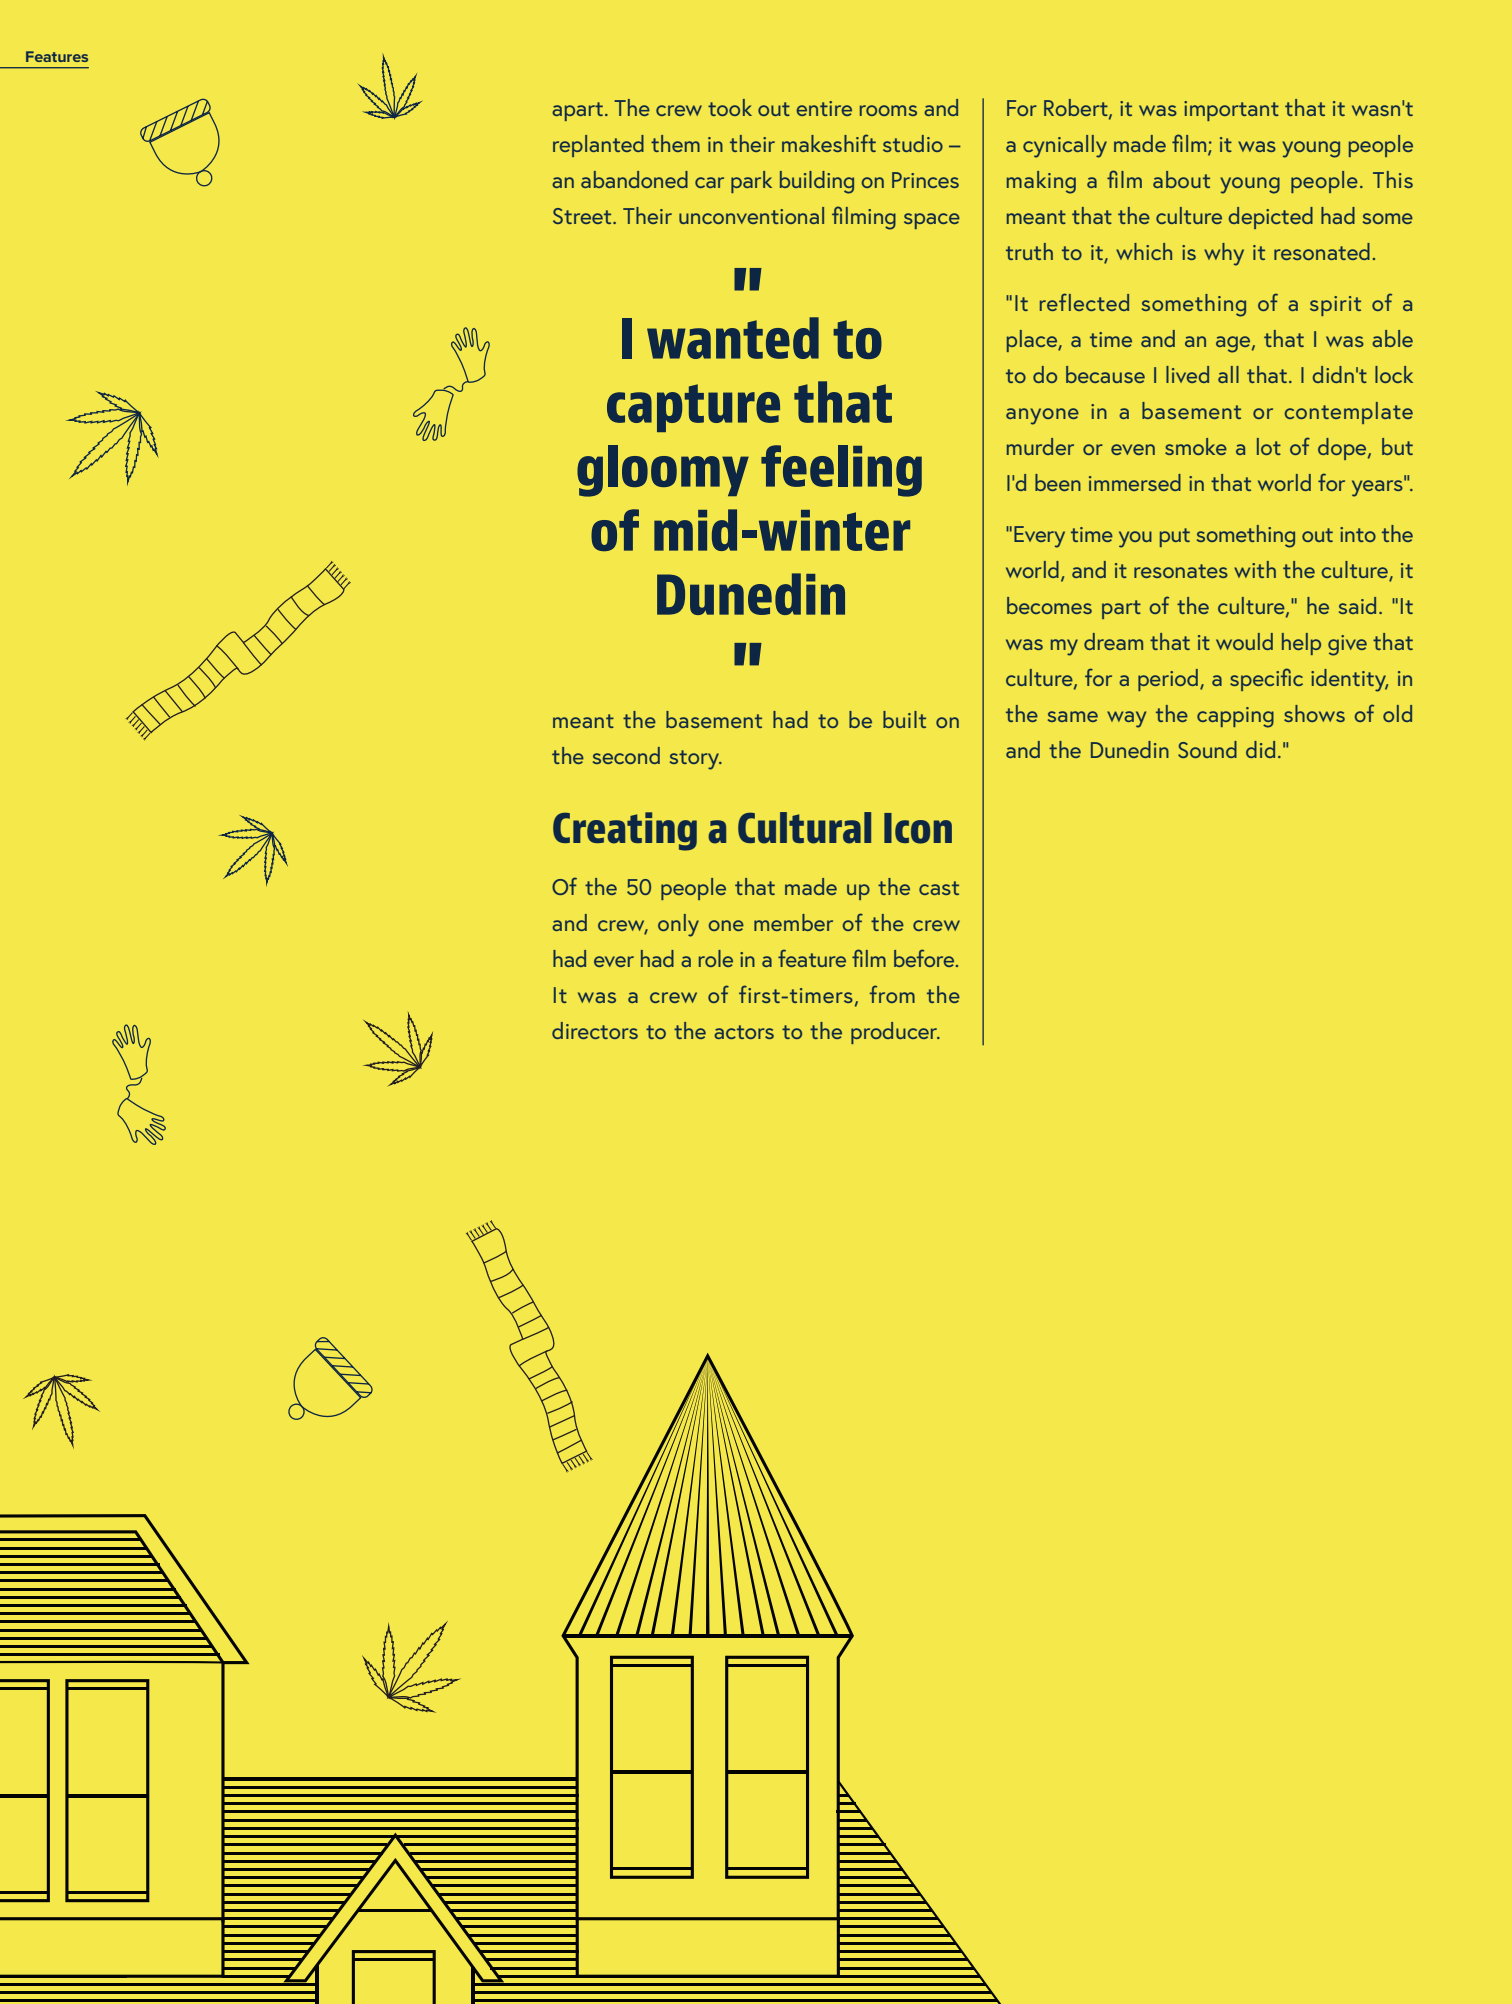 Features
apart. The crew took out entire rooms and
replanted them in their makeshift studio –
an abandoned car park building on Princes
Street. Their unconventional filming space
"
I wanted to
capture that
gloomy feeling
of mid-winter
Dunedin
"
meant the basement had to be built on
the second story.
Creating a Cultural Icon
Of the 50 people that made up the cast
and crew, only one member of the crew
had ever had a role in a feature film before.
It was a crew of first-timers, from the
directors to the actors to the producer.
For Robert, it was important that it wasn't
a cynically made film; it was young people
making a film about young people. This
meant that the culture depicted had some
truth to it, which is why it resonated.
"It reflected something of a spirit of a
place, a time and an age, that I was able
to do because I lived all that. I didn't lock
anyone in a basement or contemplate
murder or even smoke a lot of dope, but
I'd been immersed in that world for years".
"Every time you put something out into the
world, and it resonates with the culture, it
becomes part of the culture," he said. "It
was my dream that it would help give that
culture, for a period, a specific identity, in
the same way the capping shows of old
and the Dunedin Sound did."